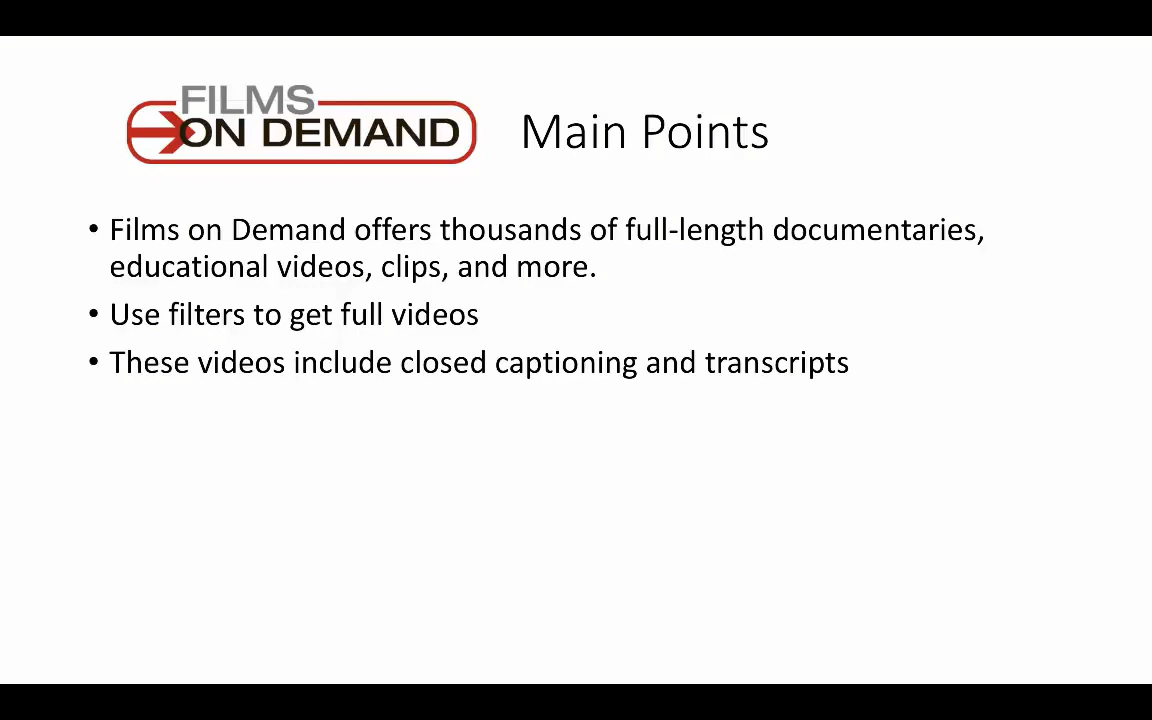 FILMS
ON DEMAND
Main Points
• Films on Demand offers thousands of full-length documentaries,
educational videos, clips, and more.
• Use filters to get full videos
• These videos include closed captioning and transcripts